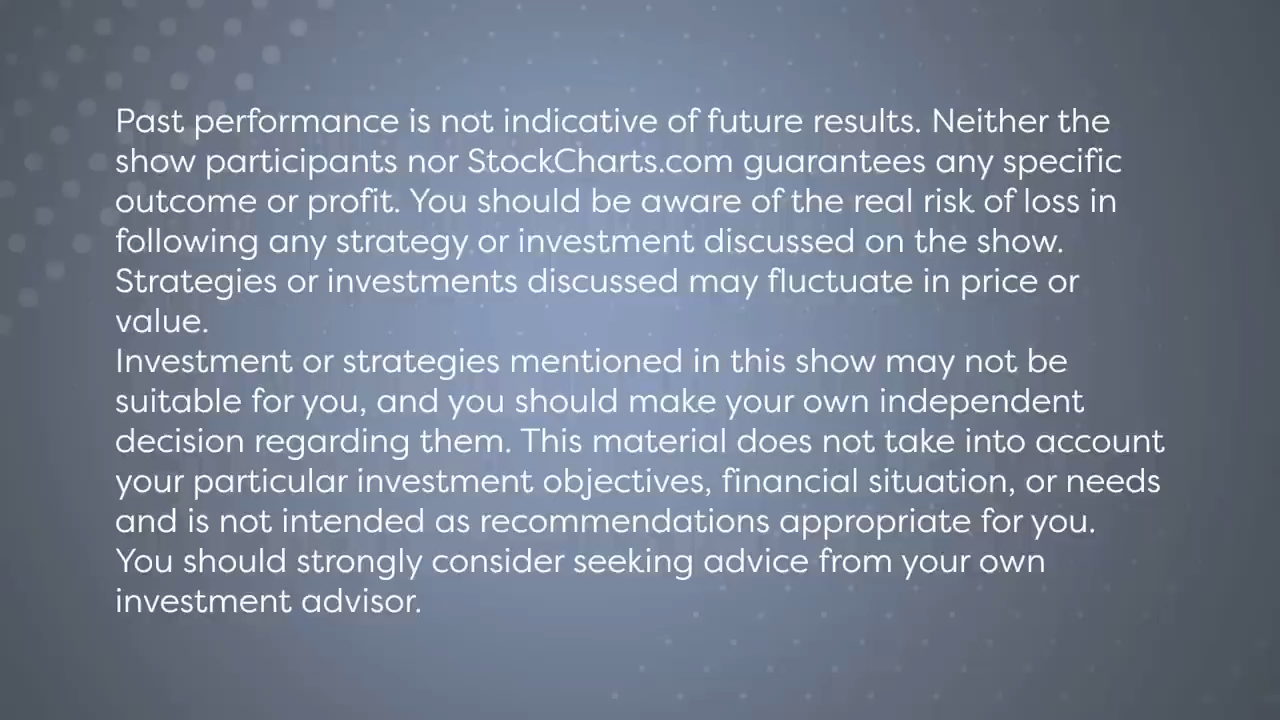 Past performance is not indicative of future results. Neither the
show participants nor StockCharts.com guarantees any specific
outcome or profit. You should be aware of the real risk of loss in
following any strategy or investment discussed on the show.
Strategies or investments discussed may fluctuate in price or
value.
Investment or strategies mentioned in this show may not be
suitable for you, and you should make your own independent
decision regarding them. This material does not take into account
your particular investment objectives, financial situation, or needs
and is not intended as recommendations appropriate for you.
You should strongly consider seeking advice from your own
investment advisor.